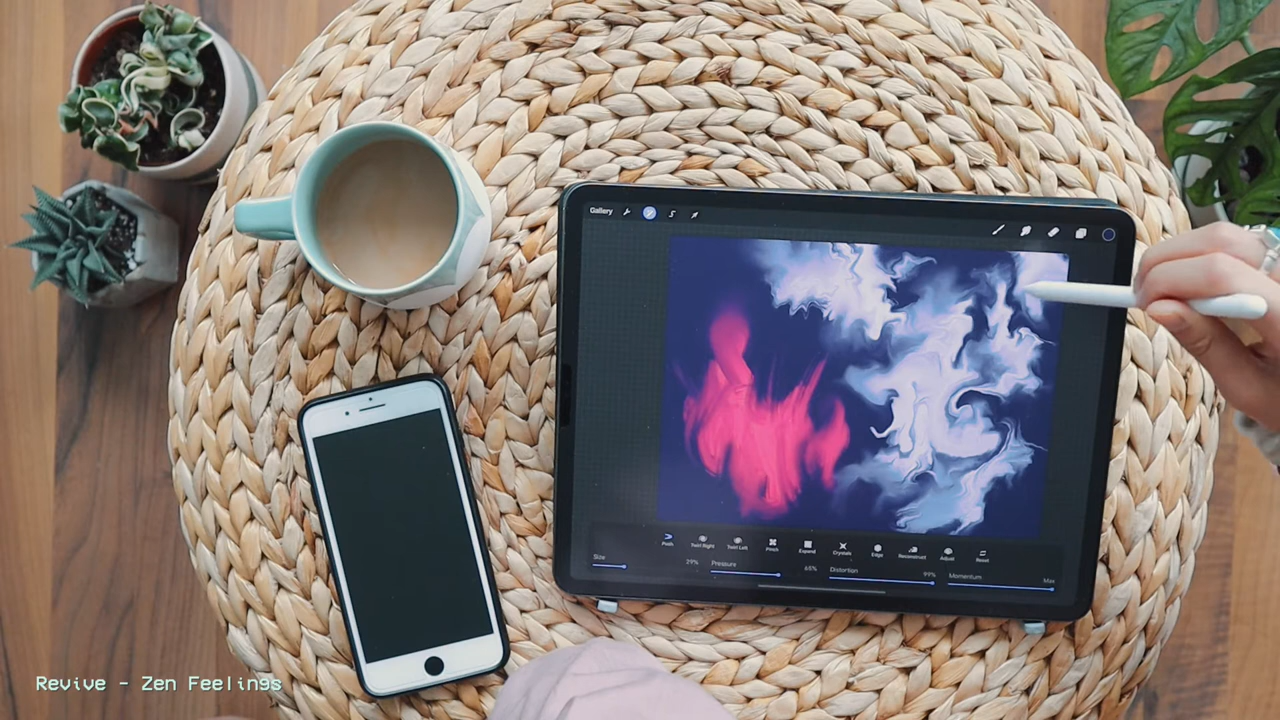 Gallery
Push
Twirl Right
Twirl Left
Pinch
Expand
Crystals
Edge
Reconstruct
Adjust
Reset
Size
29%
Pressure
65%
Distortion
99%
Momentum
Max
Revive - Zen Feelings